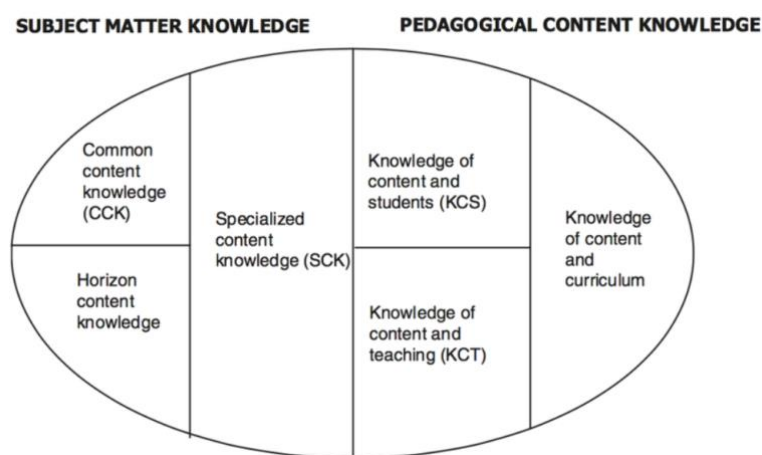 SUBJECT MATTER KNOWLEDGE
PEDAGOGICAL CONTENT KNOWLEDGE
Common
content
knowledge
(CCK)
Horizon
content
knowledge
Specialized
content
knowledge (SCK)
Knowledge of
content and
students (KCS)
Knowledge of
content and
teaching (KCT)
Knowledge
of content
and
curriculum